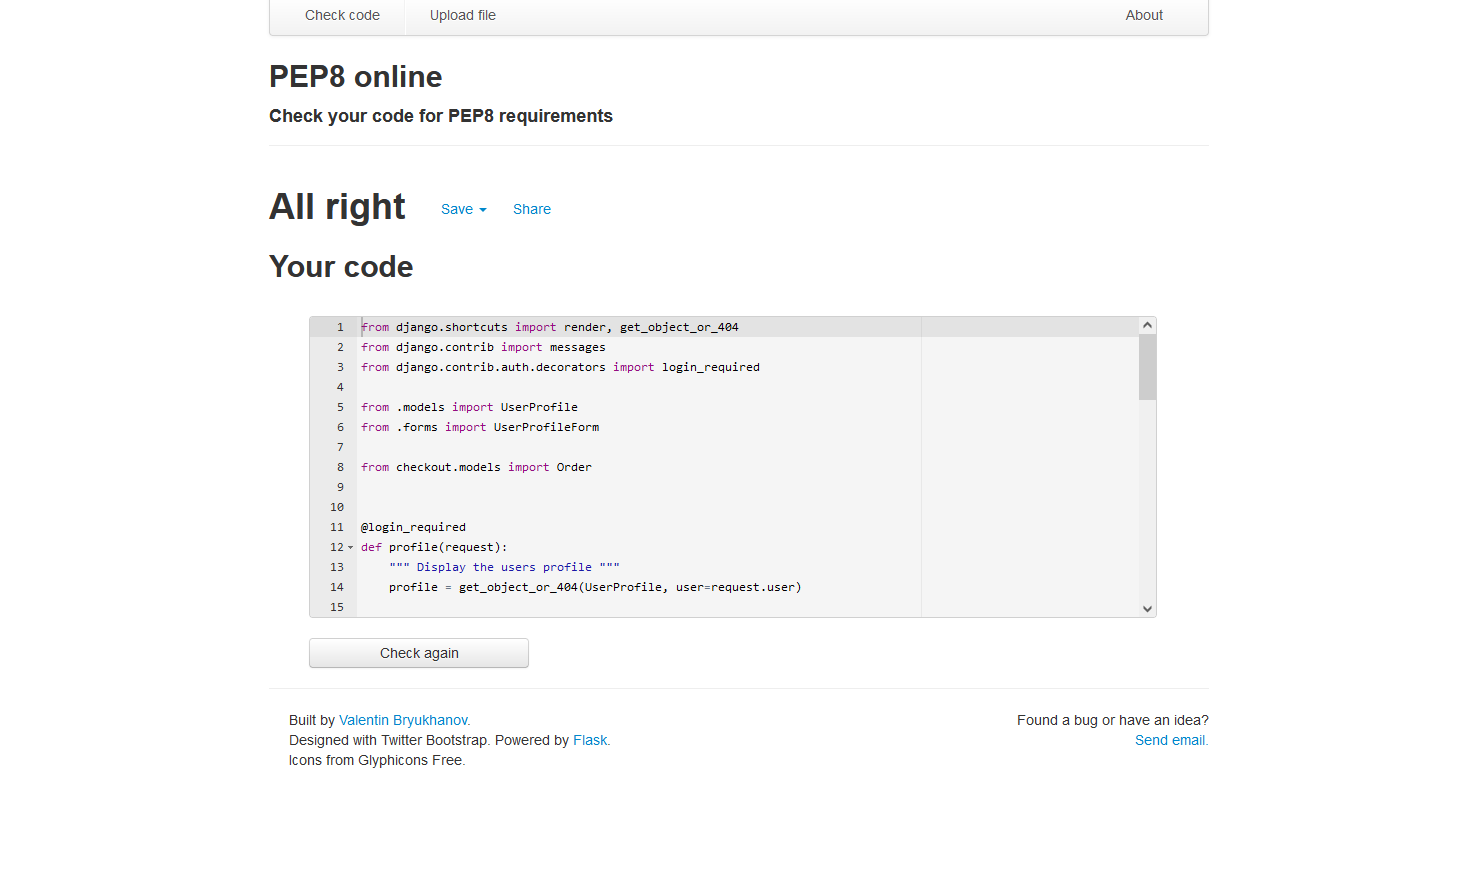 Check code Upload file About
PEP8 online
Check your code for PEP8 requirements
All right Save Share
Your code
1 from django.shortcuts import render, get_object_or_404
2 from django.contrib import messages
3 from django.contrib.auth.decorators import login_required
4
5 from .models import UserProfile
6 from .forms import UserProfileForm
7
8 from checkout.models import Order
9
10
11 @login_required
12 def profile(request):
13     """ Display the users profile """
14     profile = get_object_or_404(UserProfile, user=request.user)
15
Check again
Built by Valentin Bryukhanov. Found a bug or have an idea?
Designed with Twitter Bootstrap. Powered by Flask. Send email.
Icons from Glyphicons Free.